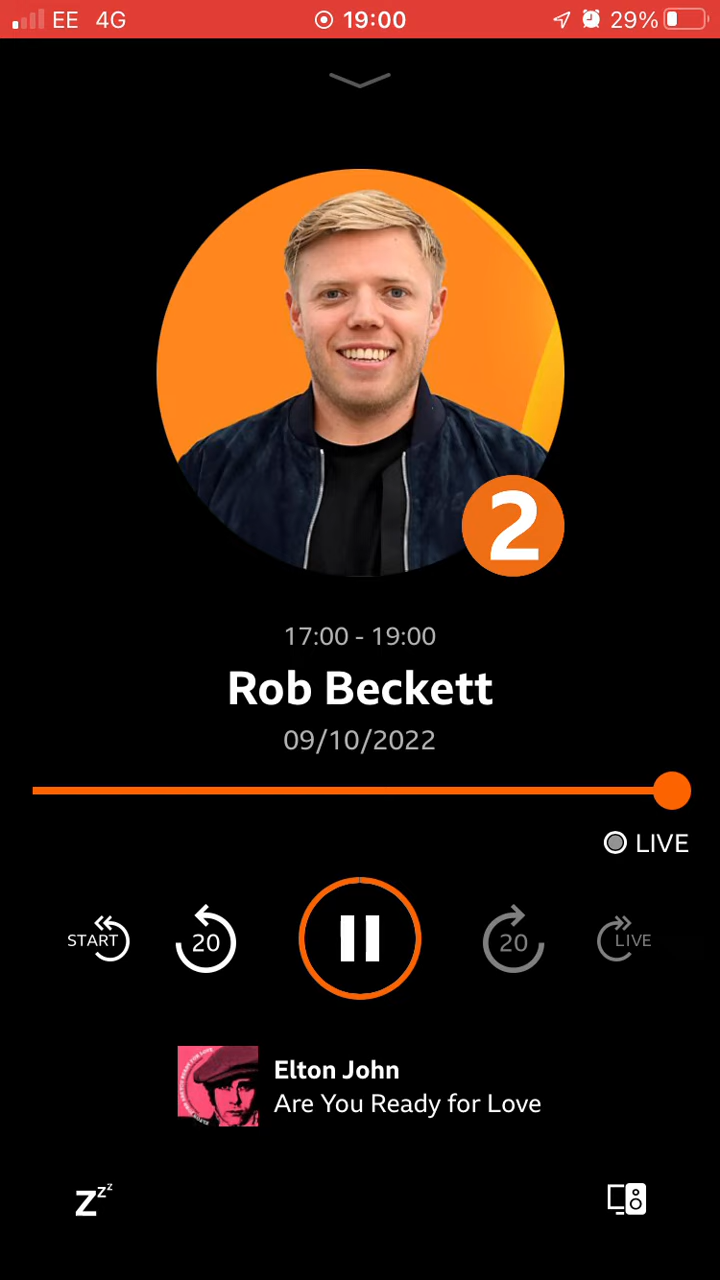 EE 4G 19:00 29%
2
17:00 - 19:00
Rob Beckett
09/10/2022
LIVE
START 20 20 LIVE
Elton John
Are You Ready for Love
zzz